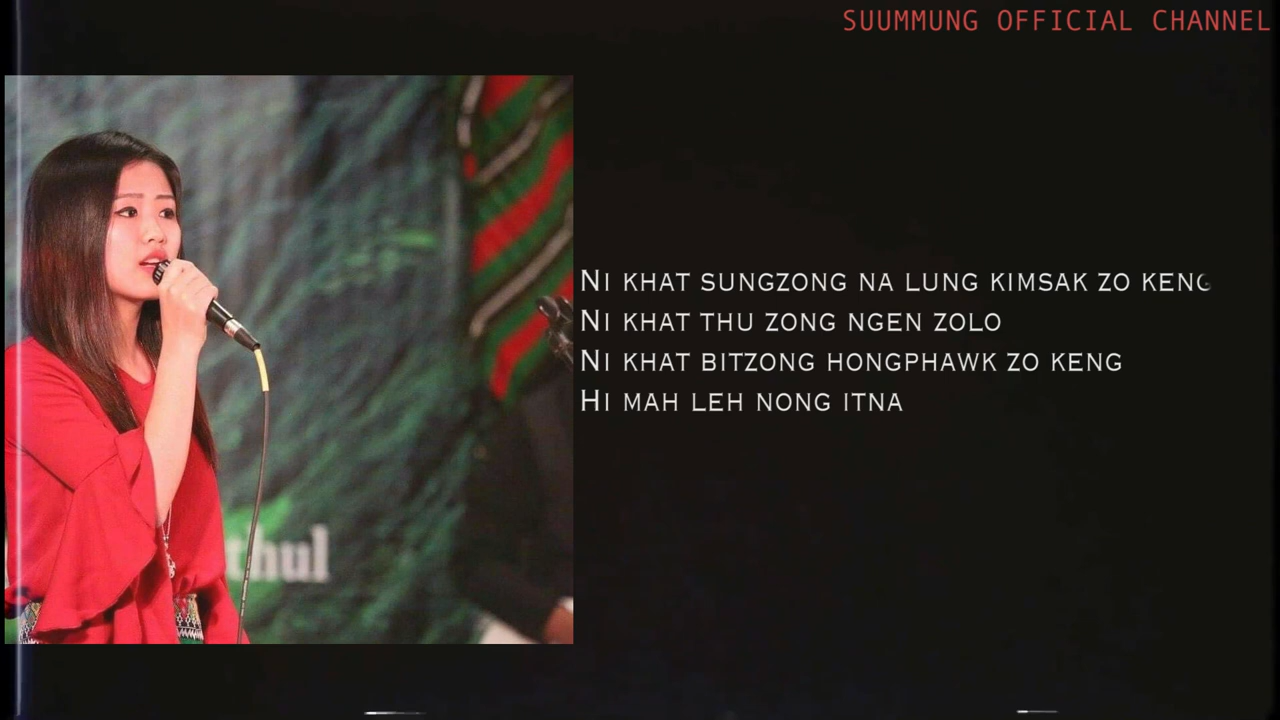 SUUMMUNG OFFICIAL CHANNEL
Ni khat sungzong na lung kimsak zo keng
Ni khat thu zong ngen zolo
Ni khat bitzong hongphawk zo keng
Hi mah leh nong itna
thul